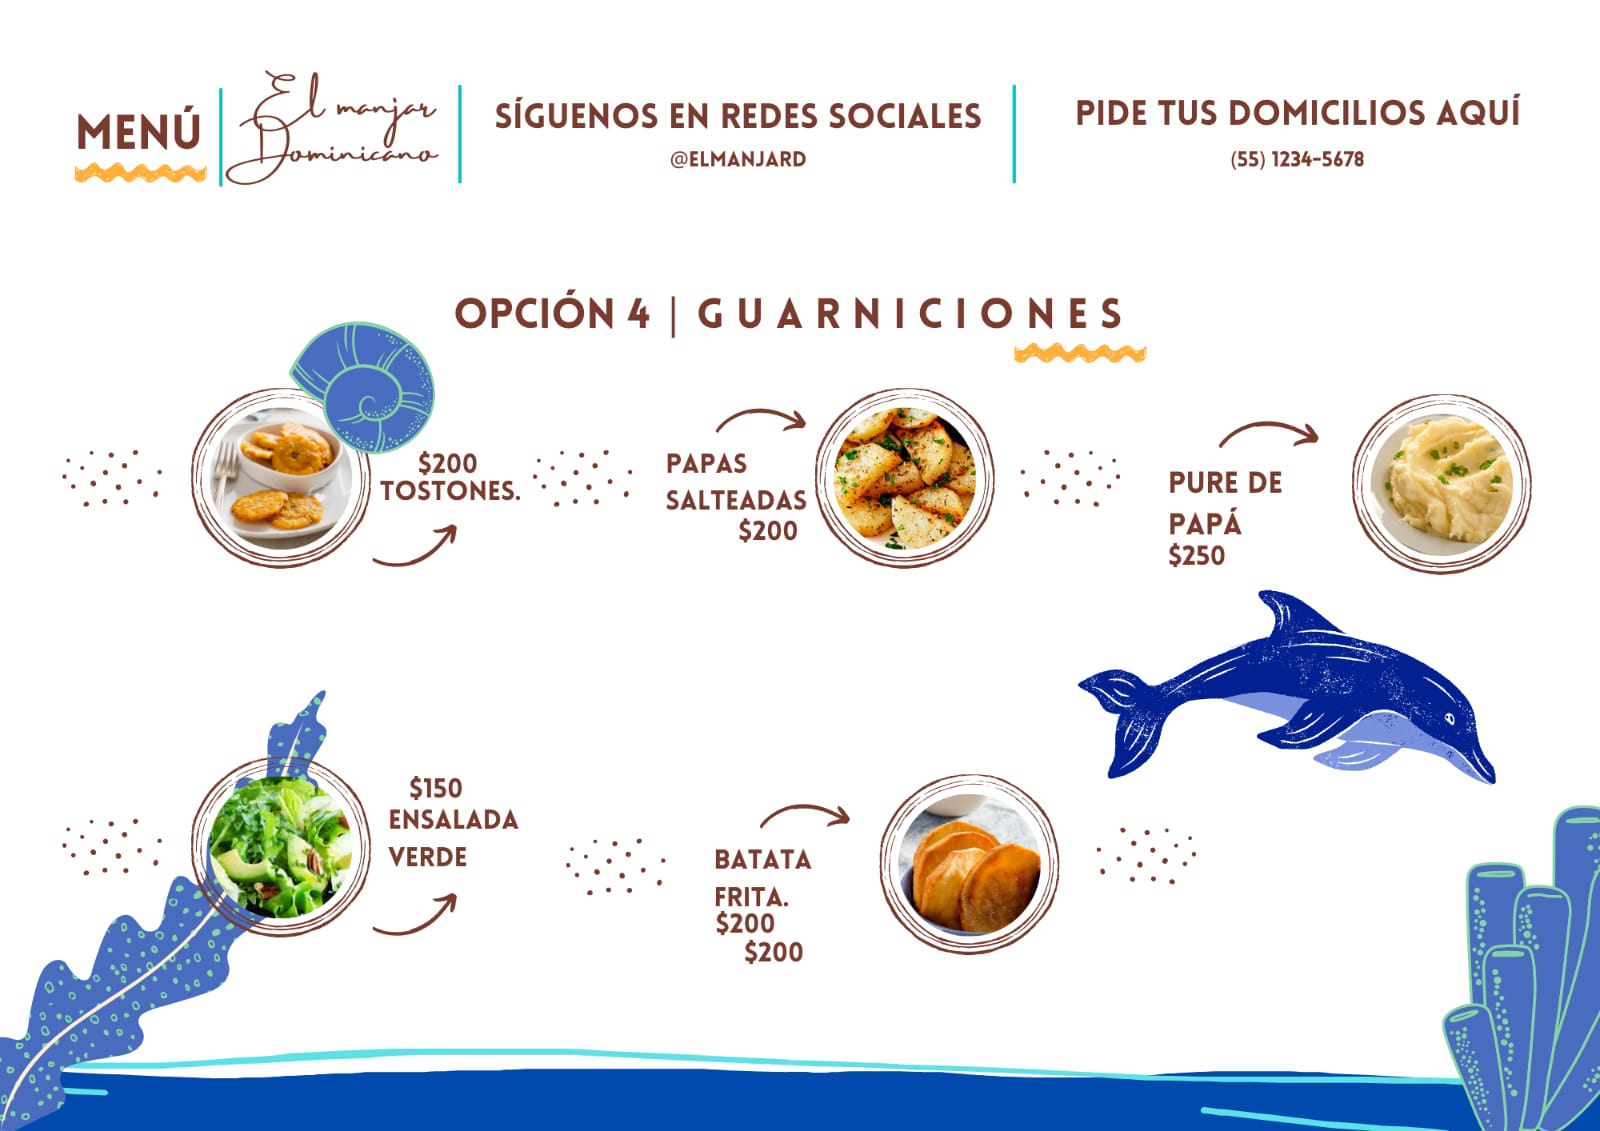 MENÚ
El manjar
Dominicano
SÍGUENOS EN REDES SOCIALES
@ELMANJARD
PIDE TUS DOMICILIOS AQUÍ
(55) 1234-5678
OPCIÓN 4 | GUARNICIONES
$200
TOSTONES.
PAPAS
SALTEADAS
$200
PURE DE
PAPÁ
$250
$150
ENSALADA
VERDE
BATATA
FRITA.
$200
$200